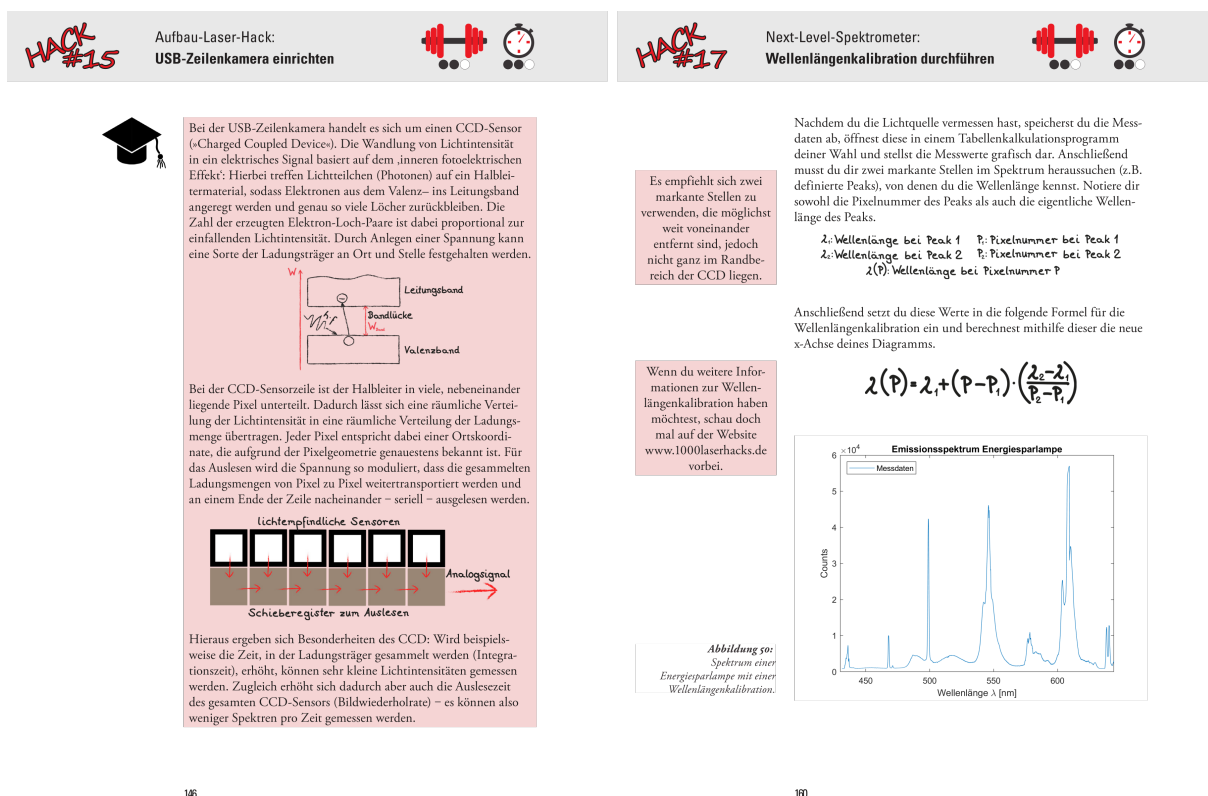 HACK #15
Aufbau-Laser-Hack:
USB-Zeilenkamera einrichten
Bei der USB-Zeilenkamera handelt es sich um einen CCD-Sensor
(»Charged Coupled Device«). Die Wandlung von Lichtintensität
in ein elektrisches Signal basiert auf dem ‚inneren fotoelektrischen
Effekt‘: Hierbei treffen Lichtteilchen (Photonen) auf ein Halblei-
termaterial, sodass Elektronen aus dem Valenz– ins Leitungsband
angeregt werden und genau so viele Löcher zurückbleiben. Die
Zahl der erzeugten Elektron-Loch-Paare ist dabei proportional zur
einfallenden Lichtintensität. Durch Anlegen einer Spannung kann
eine Sorte der Ladungsträger an Ort und Stelle festgehalten werden.
W
Leitungsband
h·f
Bandlücke
Valenzband
Bei der CCD-Sensorzeile ist der Halbleiter in viele, nebeneinander
liegende Pixel unterteilt. Dadurch lässt sich eine räumliche Vertei-
lung der Lichtintensität in eine räumliche Verteilung der Ladungs-
menge übertragen. Jeder Pixel entspricht dabei einer Ortskoordi-
nate, die aufgrund der Pixelgeometrie genauestens bekannt ist. Für
das Auslesen wird die Spannung so moduliert, dass die gesammelten
Ladungsmengen von Pixel zu Pixel weitertransportiert werden und
an einem Ende der Zeile nacheinander – seriell – ausgelesen werden.
lichtempfindliche Sensoren
Analogsignal
Schieberegister zum Auslesen
Hieraus ergeben sich Besonderheiten des CCD: Wird beispiels-
weise die Zeit, in der Ladungsträger gesammelt werden (Integra-
tionszeit), erhöht, können sehr kleine Lichtintensitäten gemessen
werden. Zugleich erhöht sich dadurch aber auch die Auslesezeit
des gesamten CCD-Sensors (Bildwiederholrate) – es können also
weniger Spektren pro Zeit gemessen werden.
146
HACK #17
Next-Level-Spektrometer:
Wellenlängenkalibration durchführen
Nachdem du die Lichtquelle vermessen hast, speicherst du die Mess-
daten ab, öffnest diese in einem Tabellenkalkulationsprogramm
deiner Wahl und stellst die Messwerte grafisch dar. Anschließend
musst du dir zwei markante Stellen im Spektrum heraussuchen (z.B.
definierte Peaks), von denen du die Wellenlänge kennst. Notiere dir
sowohl die Pixelnummer des Peaks als auch die eigentliche Wellen-
länge des Peaks.
Es empfiehlt sich zwei
markante Stellen zu
verwenden, die möglichst
weit voneinander
entfernt sind, jedoch
nicht ganz im Randbe-
reich der CCD liegen.
λ₁: Wellenlänge bei Peak 1 P₁: Pixelnummer bei Peak 1
λ₂: Wellenlänge bei Peak 2 P₂: Pixelnummer bei Peak 2
λ(P): Wellenlänge bei Pixelnummer P
Anschließend setzt du diese Werte in die folgende Formel für die
Wellenlängenkalibration ein und berechnest mithilfe dieser die neue
x-Achse deines Diagramms.
λ(P) = λ₁ + (P−P₁) · ((λ₂−λ₁)/(P₂−P₁))
Wenn du weitere Infor-
mationen zur Wellen-
längenkalibration haben
möchtest, schau doch
mal auf der Website
www.1000laserhacks.de
vorbei.
Emissionsspektrum Energiesparlampe
×10⁴
Messdaten
6
5
4
3
2
1
0
Counts
450 500 550 600
Wellenlänge λ [nm]
Abbildung 50:
Spektrum einer
Energiesparlampe mit einer
Wellenlängenkalibration.
160